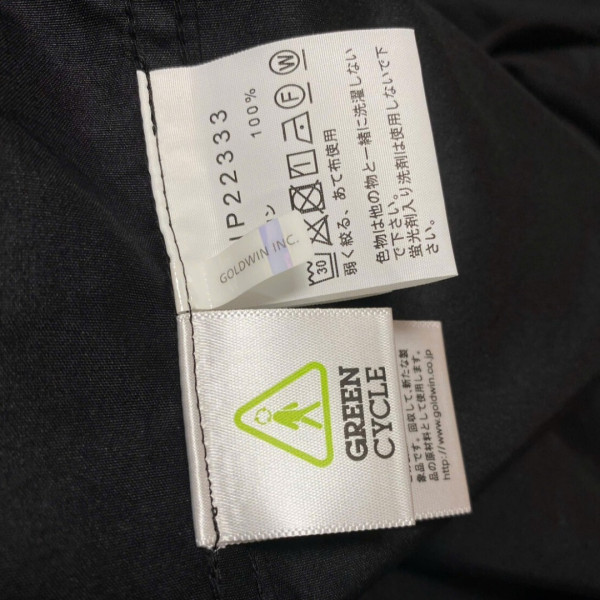 P22333
100%
ン
GOLDWIN INC.
30
F
W
弱く絞る、あて布使用
色物は他の物と一緒に洗濯しない
で下さい。
蛍光剤入り洗剤は使用しないで下
さい。
GREEN
CYCLE
象品です。回収して、新たな製
品の原材料として使用します。
http://www.goldwin.co.jp